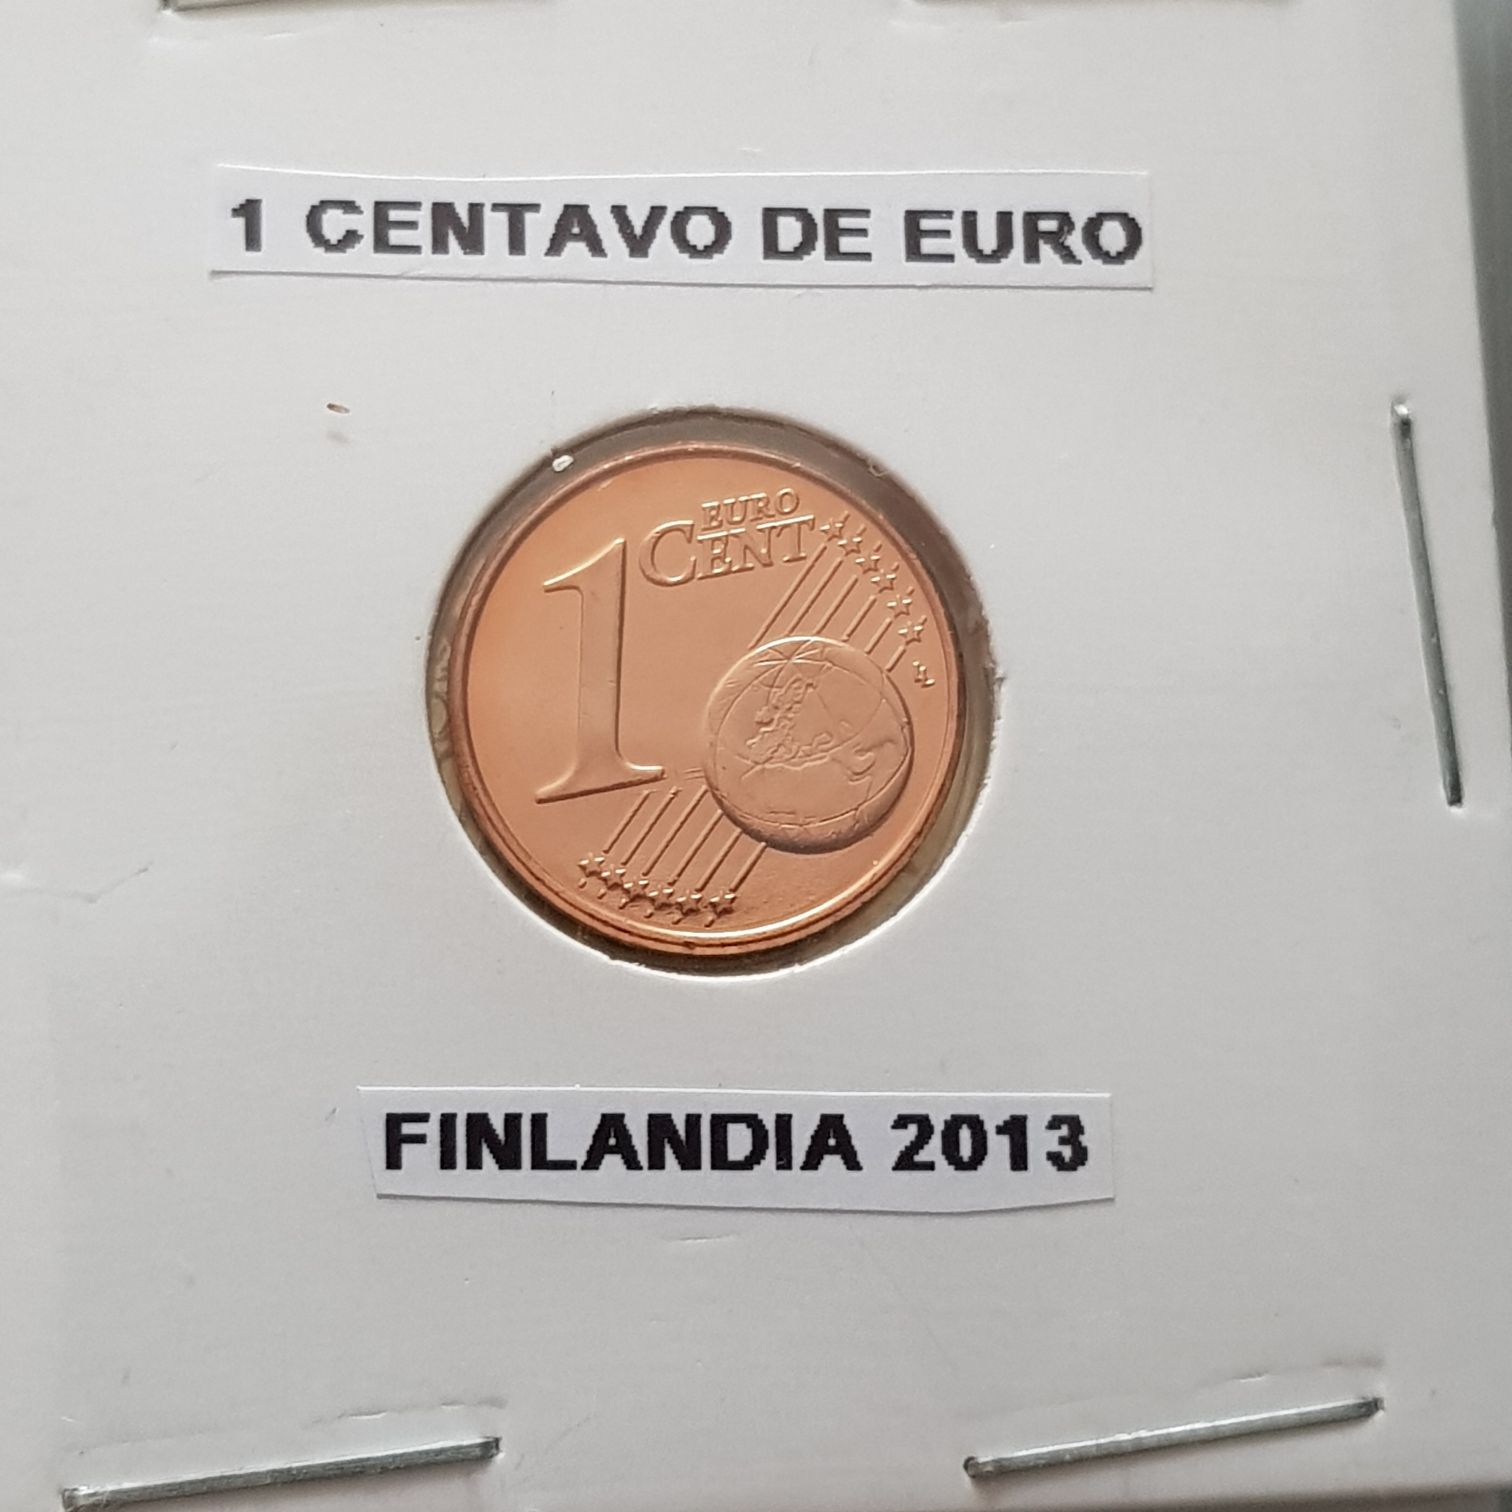 1 CENTAVO DE EURO
EURO
1 CENT
FINLANDIA 2013